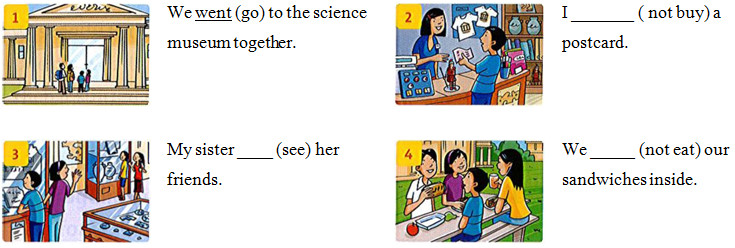 1
We went (go) to the science
museum together.
2
I _______ ( not buy) a
postcard.
3
My sister ____ (see) her
friends.
4
We _____ (not eat) our
sandwiches inside.